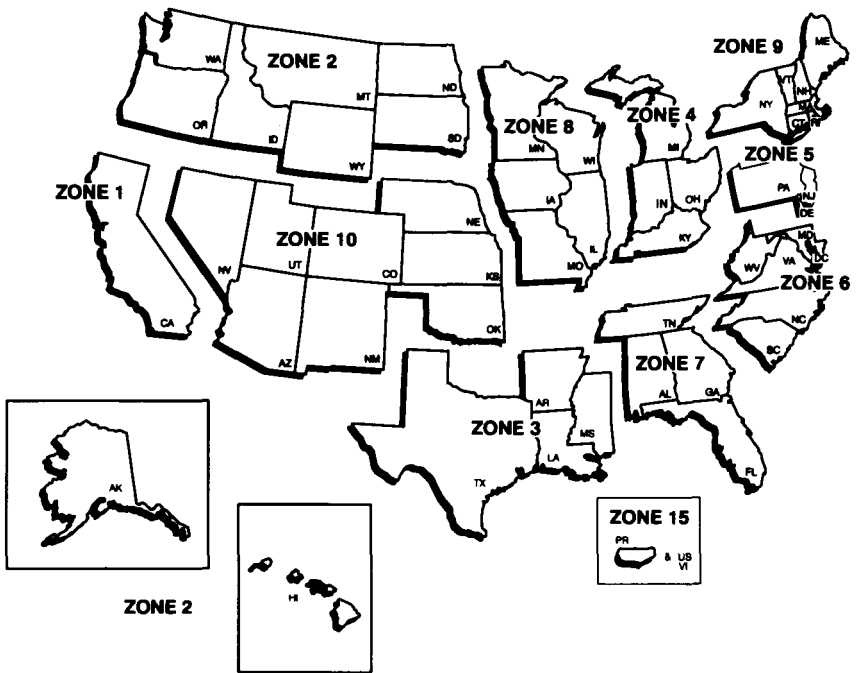 ZONE 9
ME
VT
NH
NY
MA
CT
RI
WA
ZONE 2
MT
ND
OR
ID
WY
SD
ZONE 8
MN
WI
ZONE 4
MI
ZONE 5
PA
NJ
DE
ZONE 1
CA
ZONE 10
NV
UT
CO
NE
KS
AZ
NM
OK
IA
IL
MO
IN
OH
KY
MD
DC
WV
VA
ZONE 6
NC
SC
TN
ZONE 7
AL
GA
FL
AR
ZONE 3
MS
LA
TX
AK
HI
ZONE 2
ZONE 15
PR
& US
VI